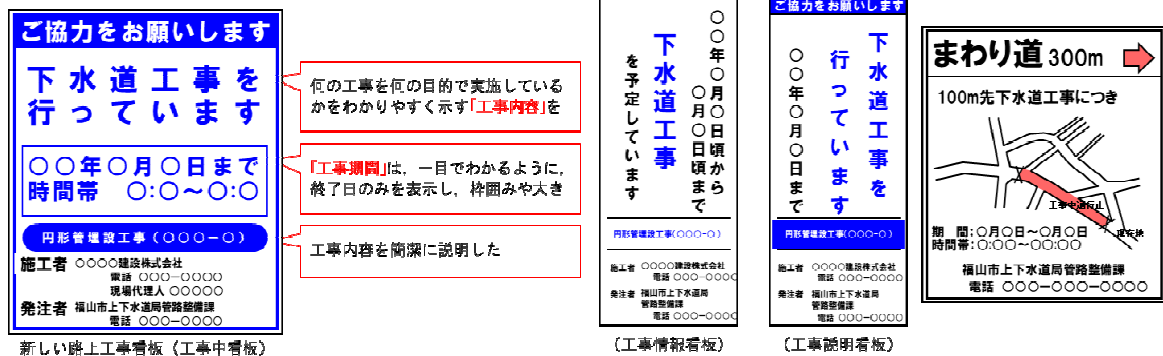 ご協力をお願いします
下水道工事を
行っています
○○年○月○日まで
時間帯 ○:○～○:○
円形管埋設工事(○○○-○)
施工者 ○○○○建設株式会社
電話 ○○○-○○○○
現場代理人 ○○○○○
発注者 福山市上下水道局管路整備課
電話 ○○○-○○○○
新しい路上工事看板(工事中看板)
何の工事を何の目的で実施している
かをわかりやすく示す「工事内容」を
「工事期間」は，一目でわかるように，
終了日のみを表示し，枠囲みや大き
工事内容を簡潔に説明した
○○年○月○日頃から
○月○日頃まで
下水道工事
を予定しています
円形管埋設工事(○○○-○)
施工者 ○○○○建設株式会社
電話 ○○○-○○○○
発注者 福山市上下水道局
管路整備課
電話 ○○○-○○○○
(工事情報看板)
ご協力をお願いします
下水道工事を
行っています
○○年○月○日まで
円形管埋設工事(○○○-○)
施工者 ○○○○建設株式会社
電話 ○○○-○○○○
発注者 福山市上下水道局
管路整備課
電話 ○○○-○○○○
(工事説明看板)
まわり道 300m
100m先下水道工事につき
工事中通行止
現在地
期 間:○月○日～○月○日
時間帯:○:○○～○○:○○
福山市上下水道局管路整備課
電話 ○○○-○○○-○○○○